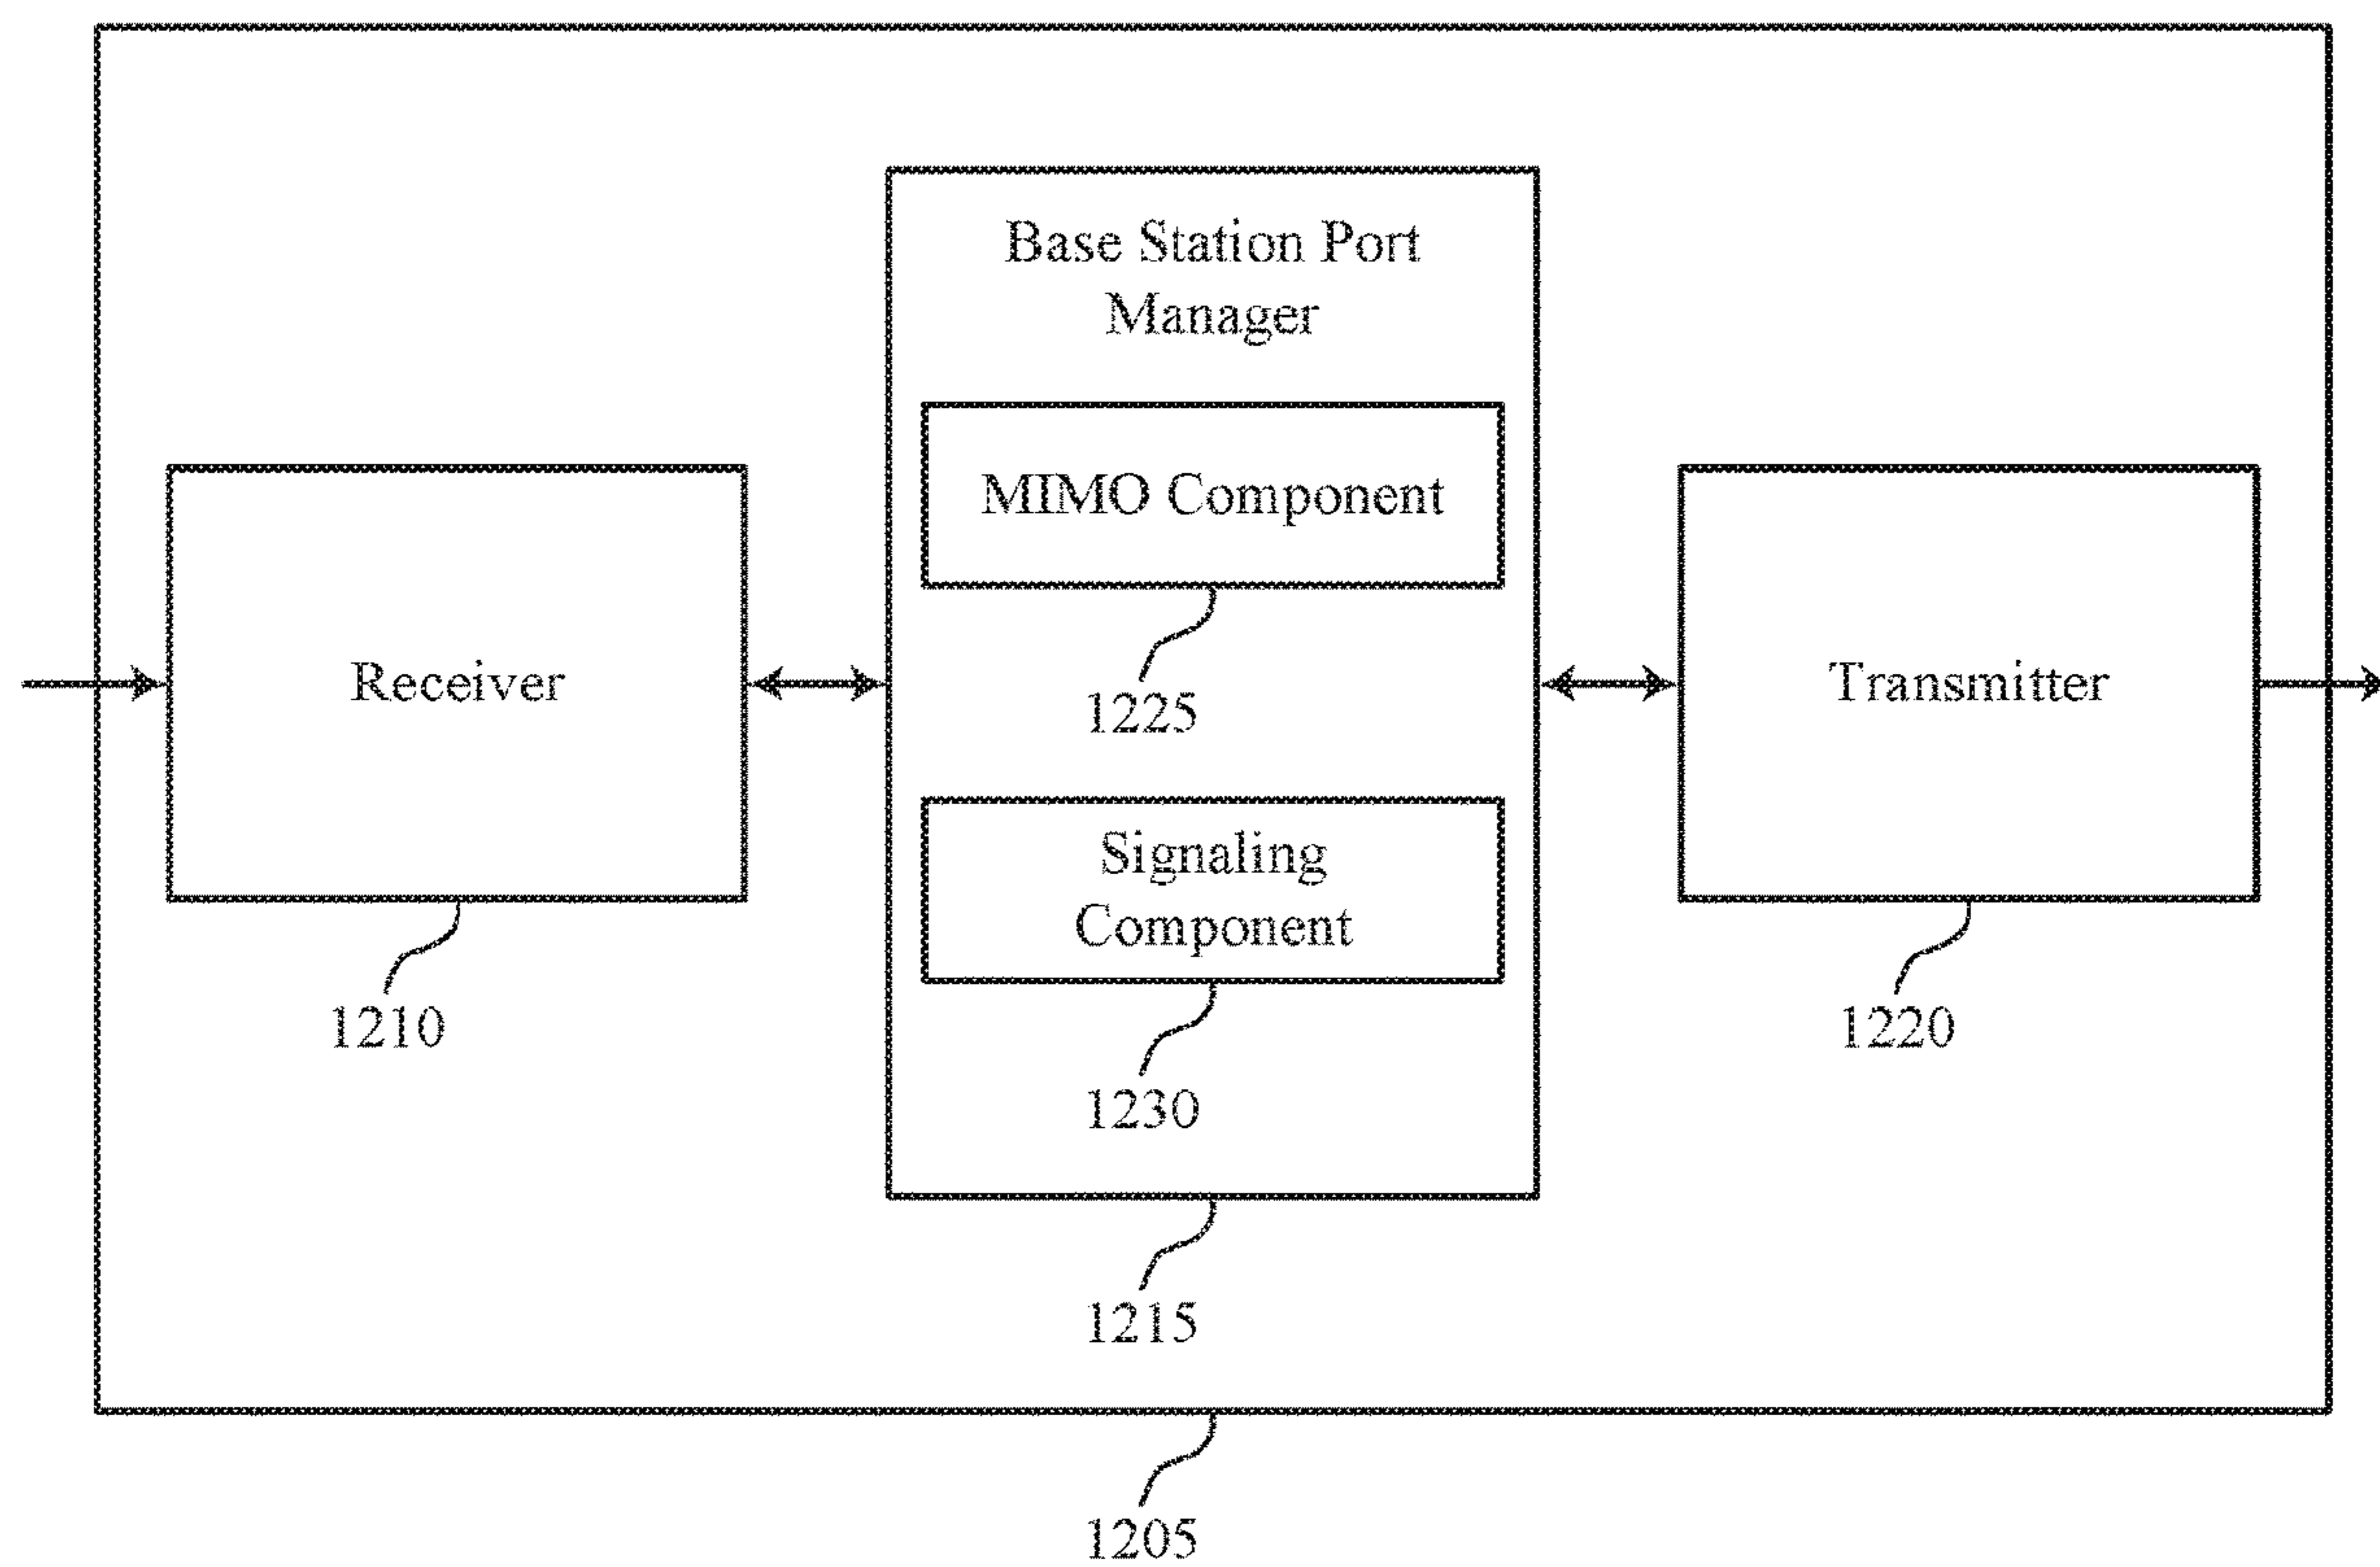 Base Station Port
Manager
MIMO Component
1225
Receiver
1210
Signaling
Component
1230
Transmitter
1220
1215
1205